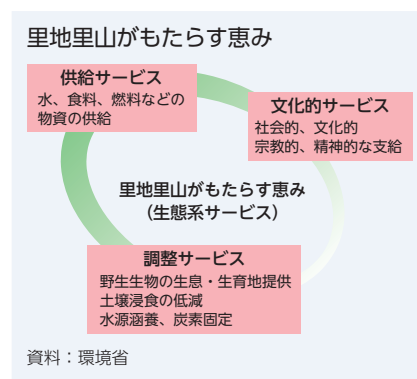 里地里山がもたらす恵み
供給サービス
水、食料、燃料などの
物資の供給
文化的サービス
社会的、文化的
宗教的、精神的な支給
里地里山がもたらす恵み
（生態系サービス）
調整サービス
野生生物の生息・生育地提供
土壌浸食の低減
水源涵養、炭素固定
資料：環境省